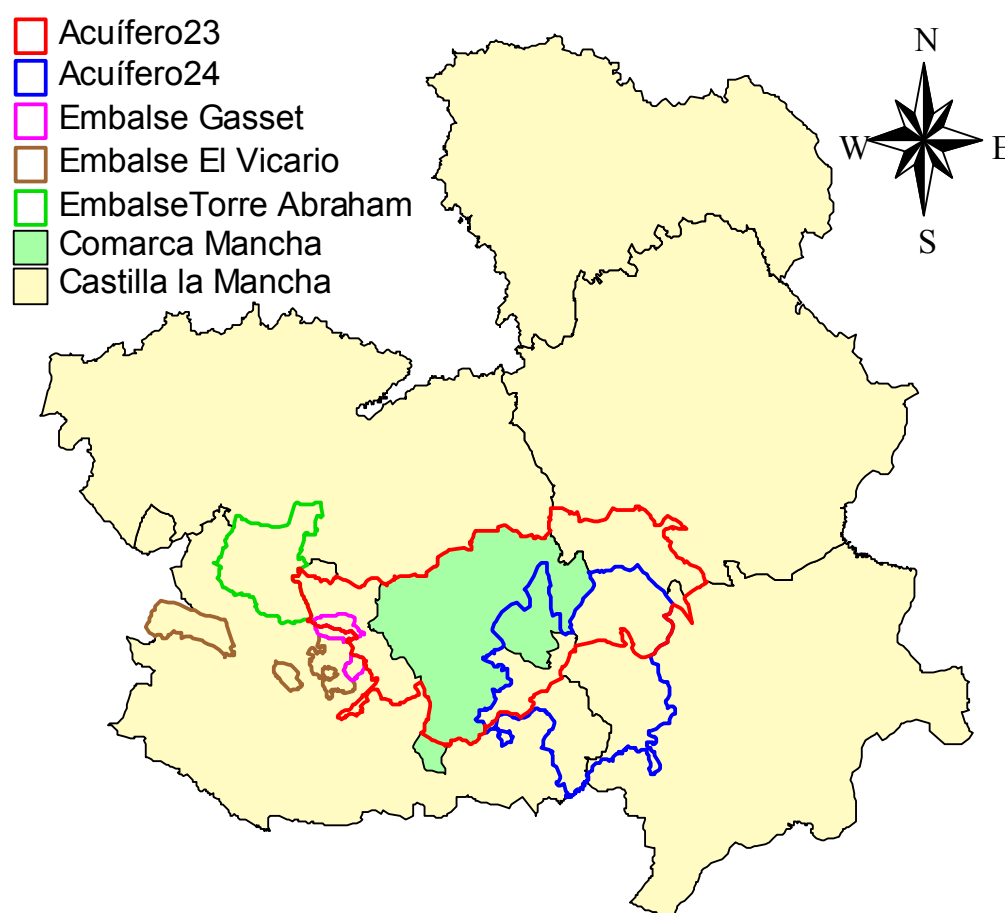 Acuífero23
Acuífero24
Embalse Gasset
Embalse El Vicario
EmbalseTorre Abraham
Comarca Mancha
Castilla la Mancha
N
W
E
S